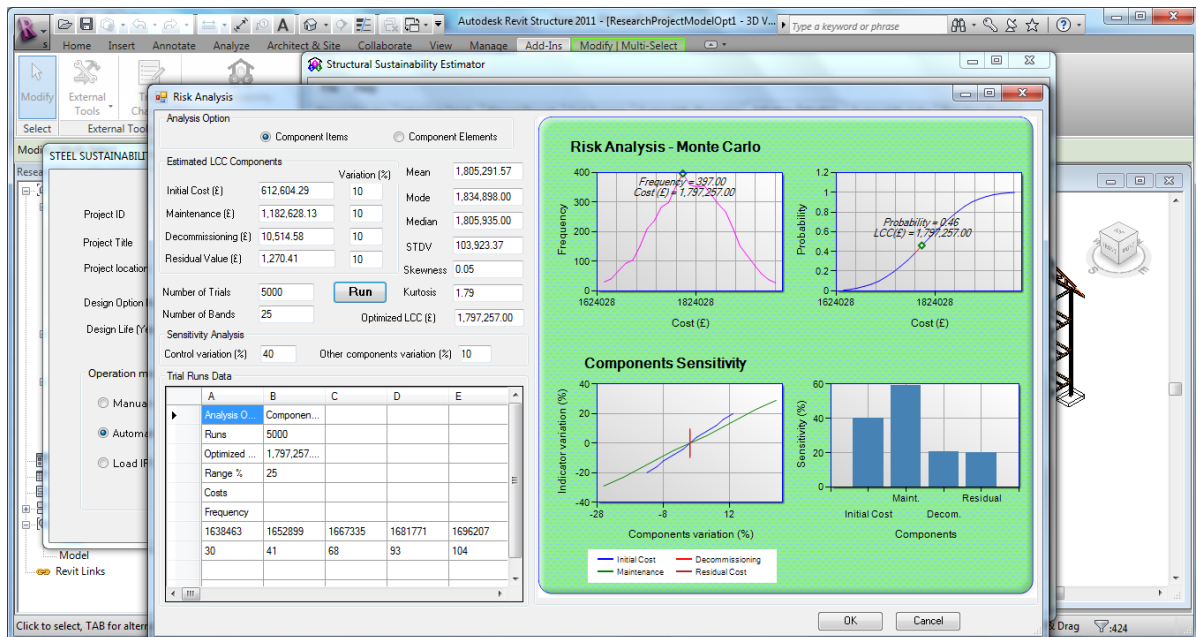 Autodesk Revit Structure 2011 - [ResearchProjectModelOpt1 - 3D V...
Type a keyword or phrase
Home Insert Annotate Analyze Architect & Site Collaborate View Manage Add-Ins Modify | Multi-Select
Structural Sustainability Estimator
Modify
External
Tools
Select
External Tool
STEEL SUSTAINABILIT
Project ID
Project Title
Project location
Design Option
Design Life (Ye
Operation m
Manua
Automa
Load IF
Model
Revit Links
Risk Analysis
Analysis Option
Component Items Component Elements
Estimated LCC Components
Variation (%)
Initial Cost (£) 612,604.29 10
Maintenance (£) 1,182,628.13 10
Decommissioning (£) 10,514.58 10
Residual Value (£) 1,270.41 10
Mean 1,805,291.57
Mode 1,834,898.00
Median 1,805,935.00
STDV 103,923.37
Skewness 0.05
Kurtosis 1.79
Number of Trials 5000 Run
Number of Bands 25
Optimized LCC (£) 1,797,257.00
Sensitivity Analysis
Control variation (%) 40 Other components variation (%) 10
Trial Runs Data
A B C D E
Analysis O... Componen...
Runs 5000
Optimized ... 1,797,257....
Range % 25
Costs
Frequency
1638463 1652899 1667335 1681771 1696207
30 41 68 93 104
Risk Analysis - Monte Carlo
Frequency = 397.00
Cost (£) = 1,797,257.00
400
300
200
100
0
Frequency
1624028 1824028
Cost (£)
Probability = 0.46
LCC(£) = 1,797,257.00
1.2
1
0.8
0.6
0.4
0.2
0
Probability
1624028 1824028
Cost (£)
Components Sensitivity
40
20
0
-20
-40
Indicator variation (%)
-28 -8 12
Components variation (%)
Initial Cost Decommissioning
Maintenance Residual Cost
60
40
20
0
Sensitivity (%)
Maint. Residual
Initial Cost Decom.
Components
OK Cancel
Click to select, TAB for altern
& Drag :424